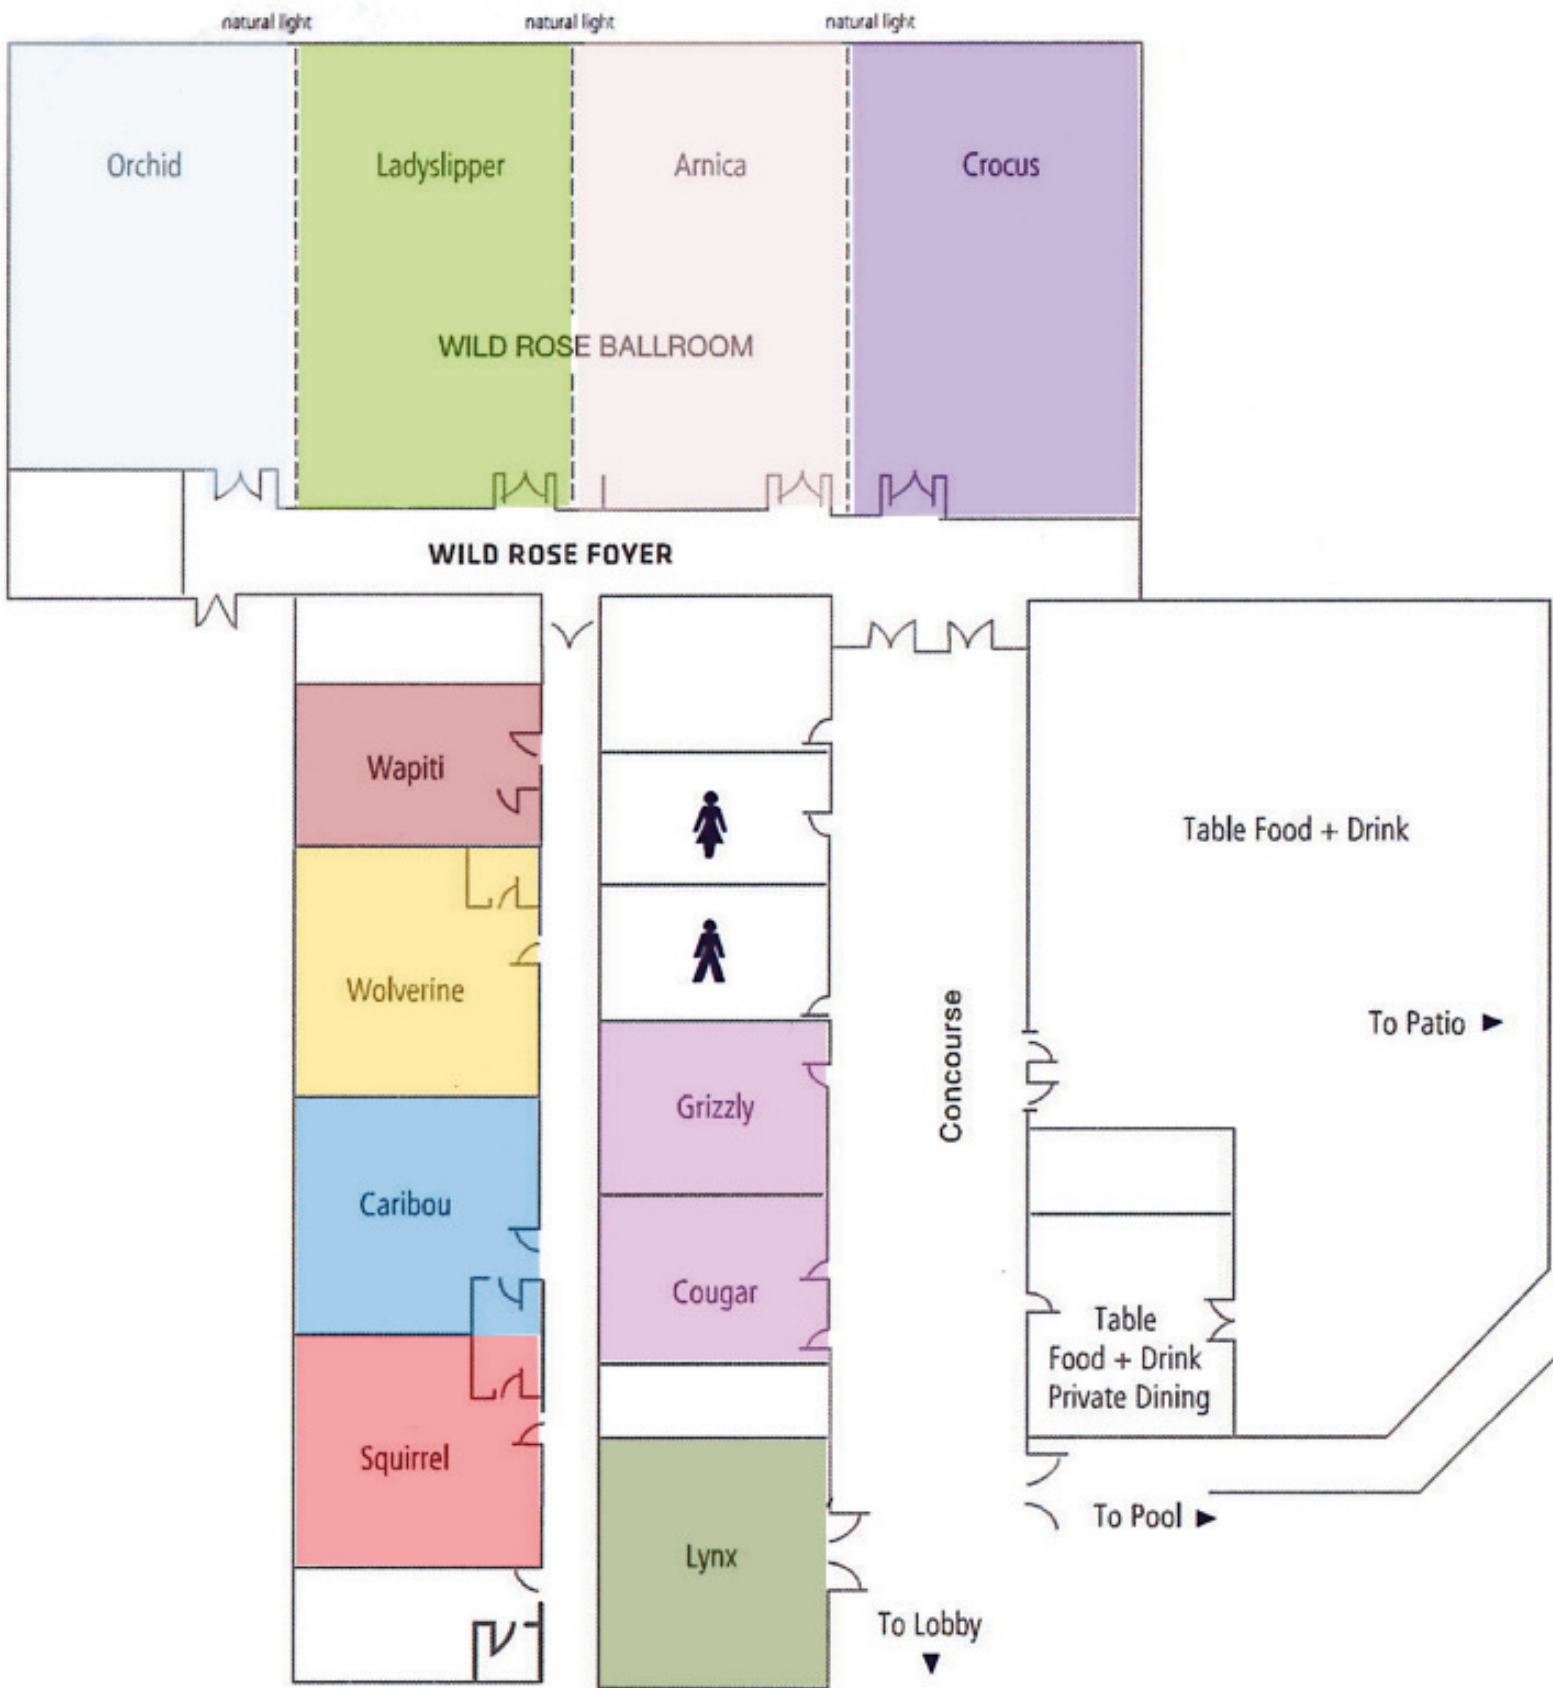 natural light
natural light
natural light
Orchid
Ladyslipper
Arnica
Crocus
WILD ROSE BALLROOM
WILD ROSE FOYER
Wapiti
Table Food + Drink
Wolverine
To Patio
Concourse
Grizzly
Caribou
Cougar
Table
Food + Drink
Private Dining
Squirrel
To Pool
Lynx
To Lobby